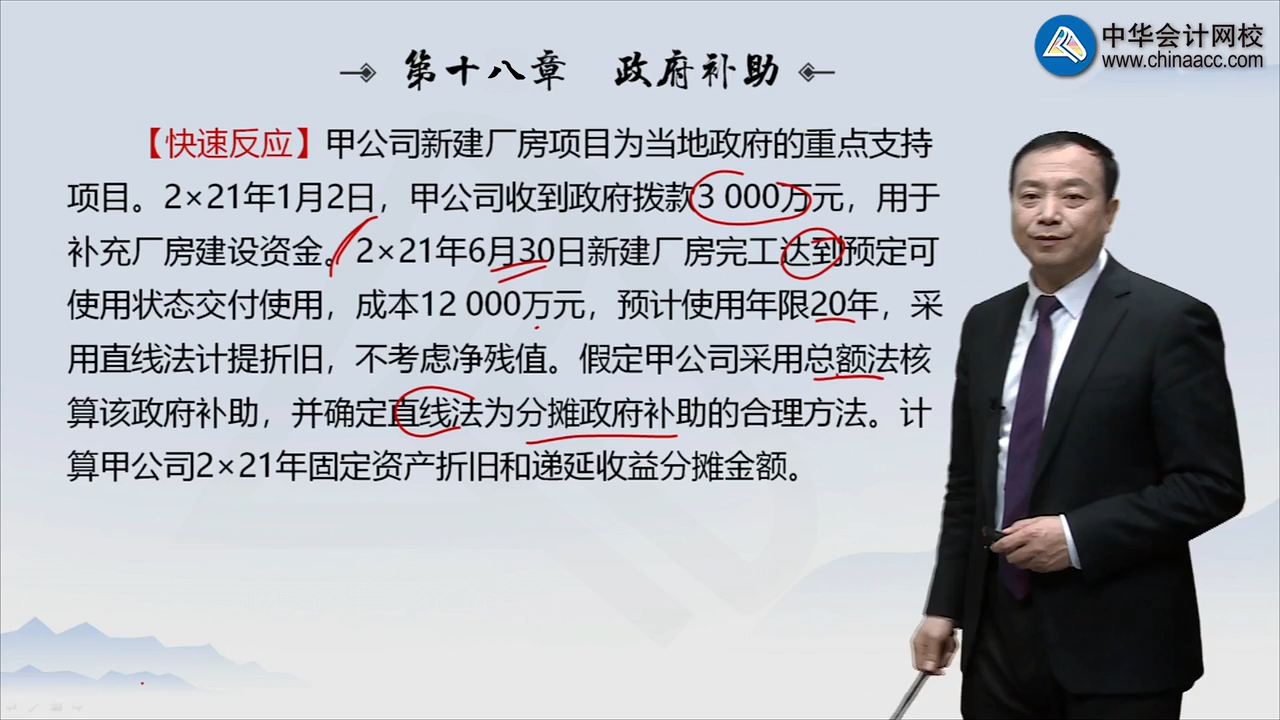 中华会计网校
www.chinaacc.com
第十八章 政府补助
【快速反应】甲公司新建厂房项目为当地政府的重点支持
项目。2×21年1月2日，甲公司收到政府拨款3 000万元，用于
补充厂房建设资金。2×21年6月30日新建厂房完工达到预定可
使用状态交付使用，成本12 000万元，预计使用年限20年，采
用直线法计提折旧，不考虑净残值。假定甲公司采用总额法核
算该政府补助，并确定直线法为分摊政府补助的合理方法。计
算甲公司2×21年固定资产折旧和递延收益分摊金额。